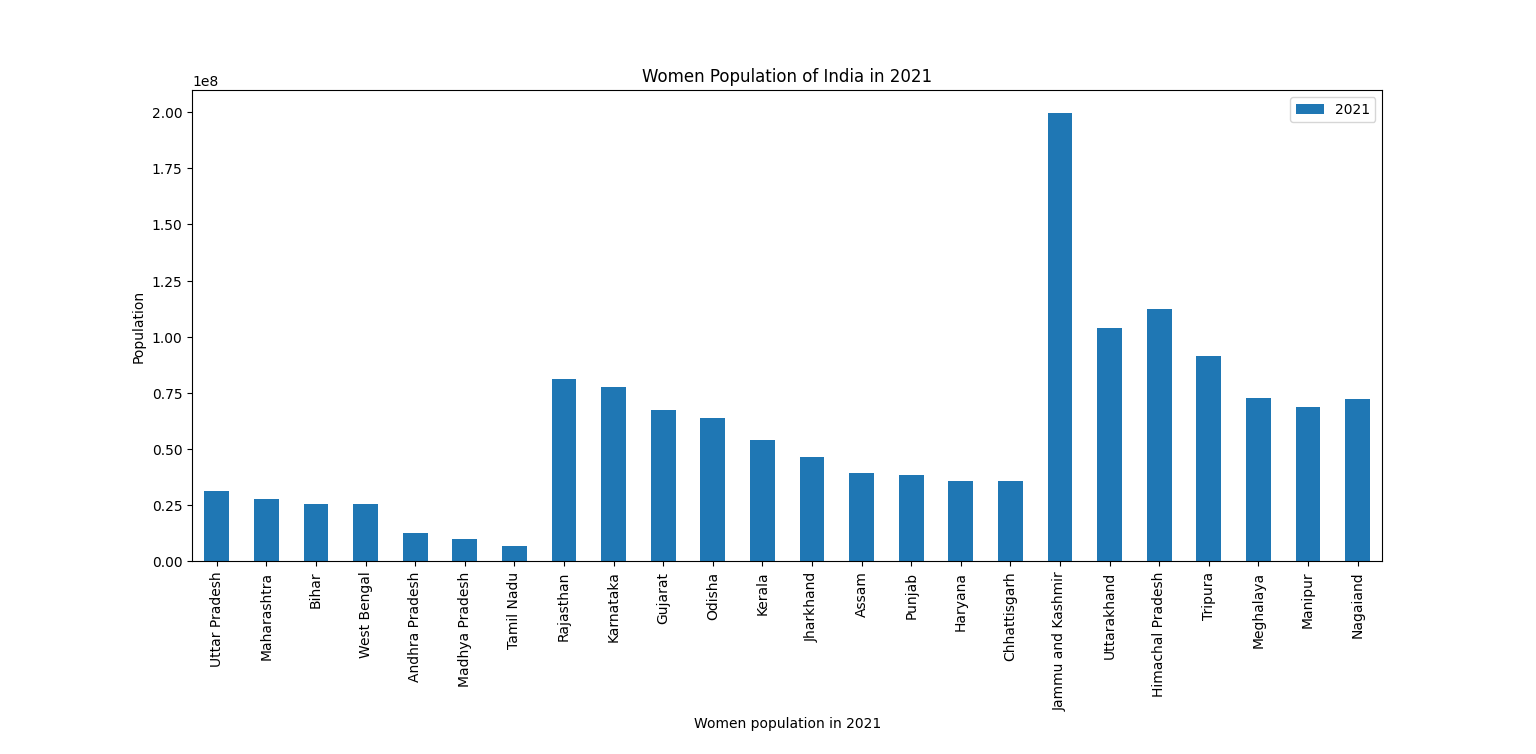 Women Population of India in 2021
1e8
2021
2.00
1.75
1.50
1.25
1.00
0.75
0.50
0.25
0.00
Population
Uttar Pradesh
Maharashtra
Bihar
West Bengal
Andhra Pradesh
Madhya Pradesh
Tamil Nadu
Rajasthan
Karnataka
Gujarat
Odisha
Kerala
Jharkhand
Assam
Punjab
Haryana
Chhattisgarh
Jammu and Kashmir
Uttarakhand
Himachal Pradesh
Tripura
Meghalaya
Manipur
Nagaiand
Women population in 2021